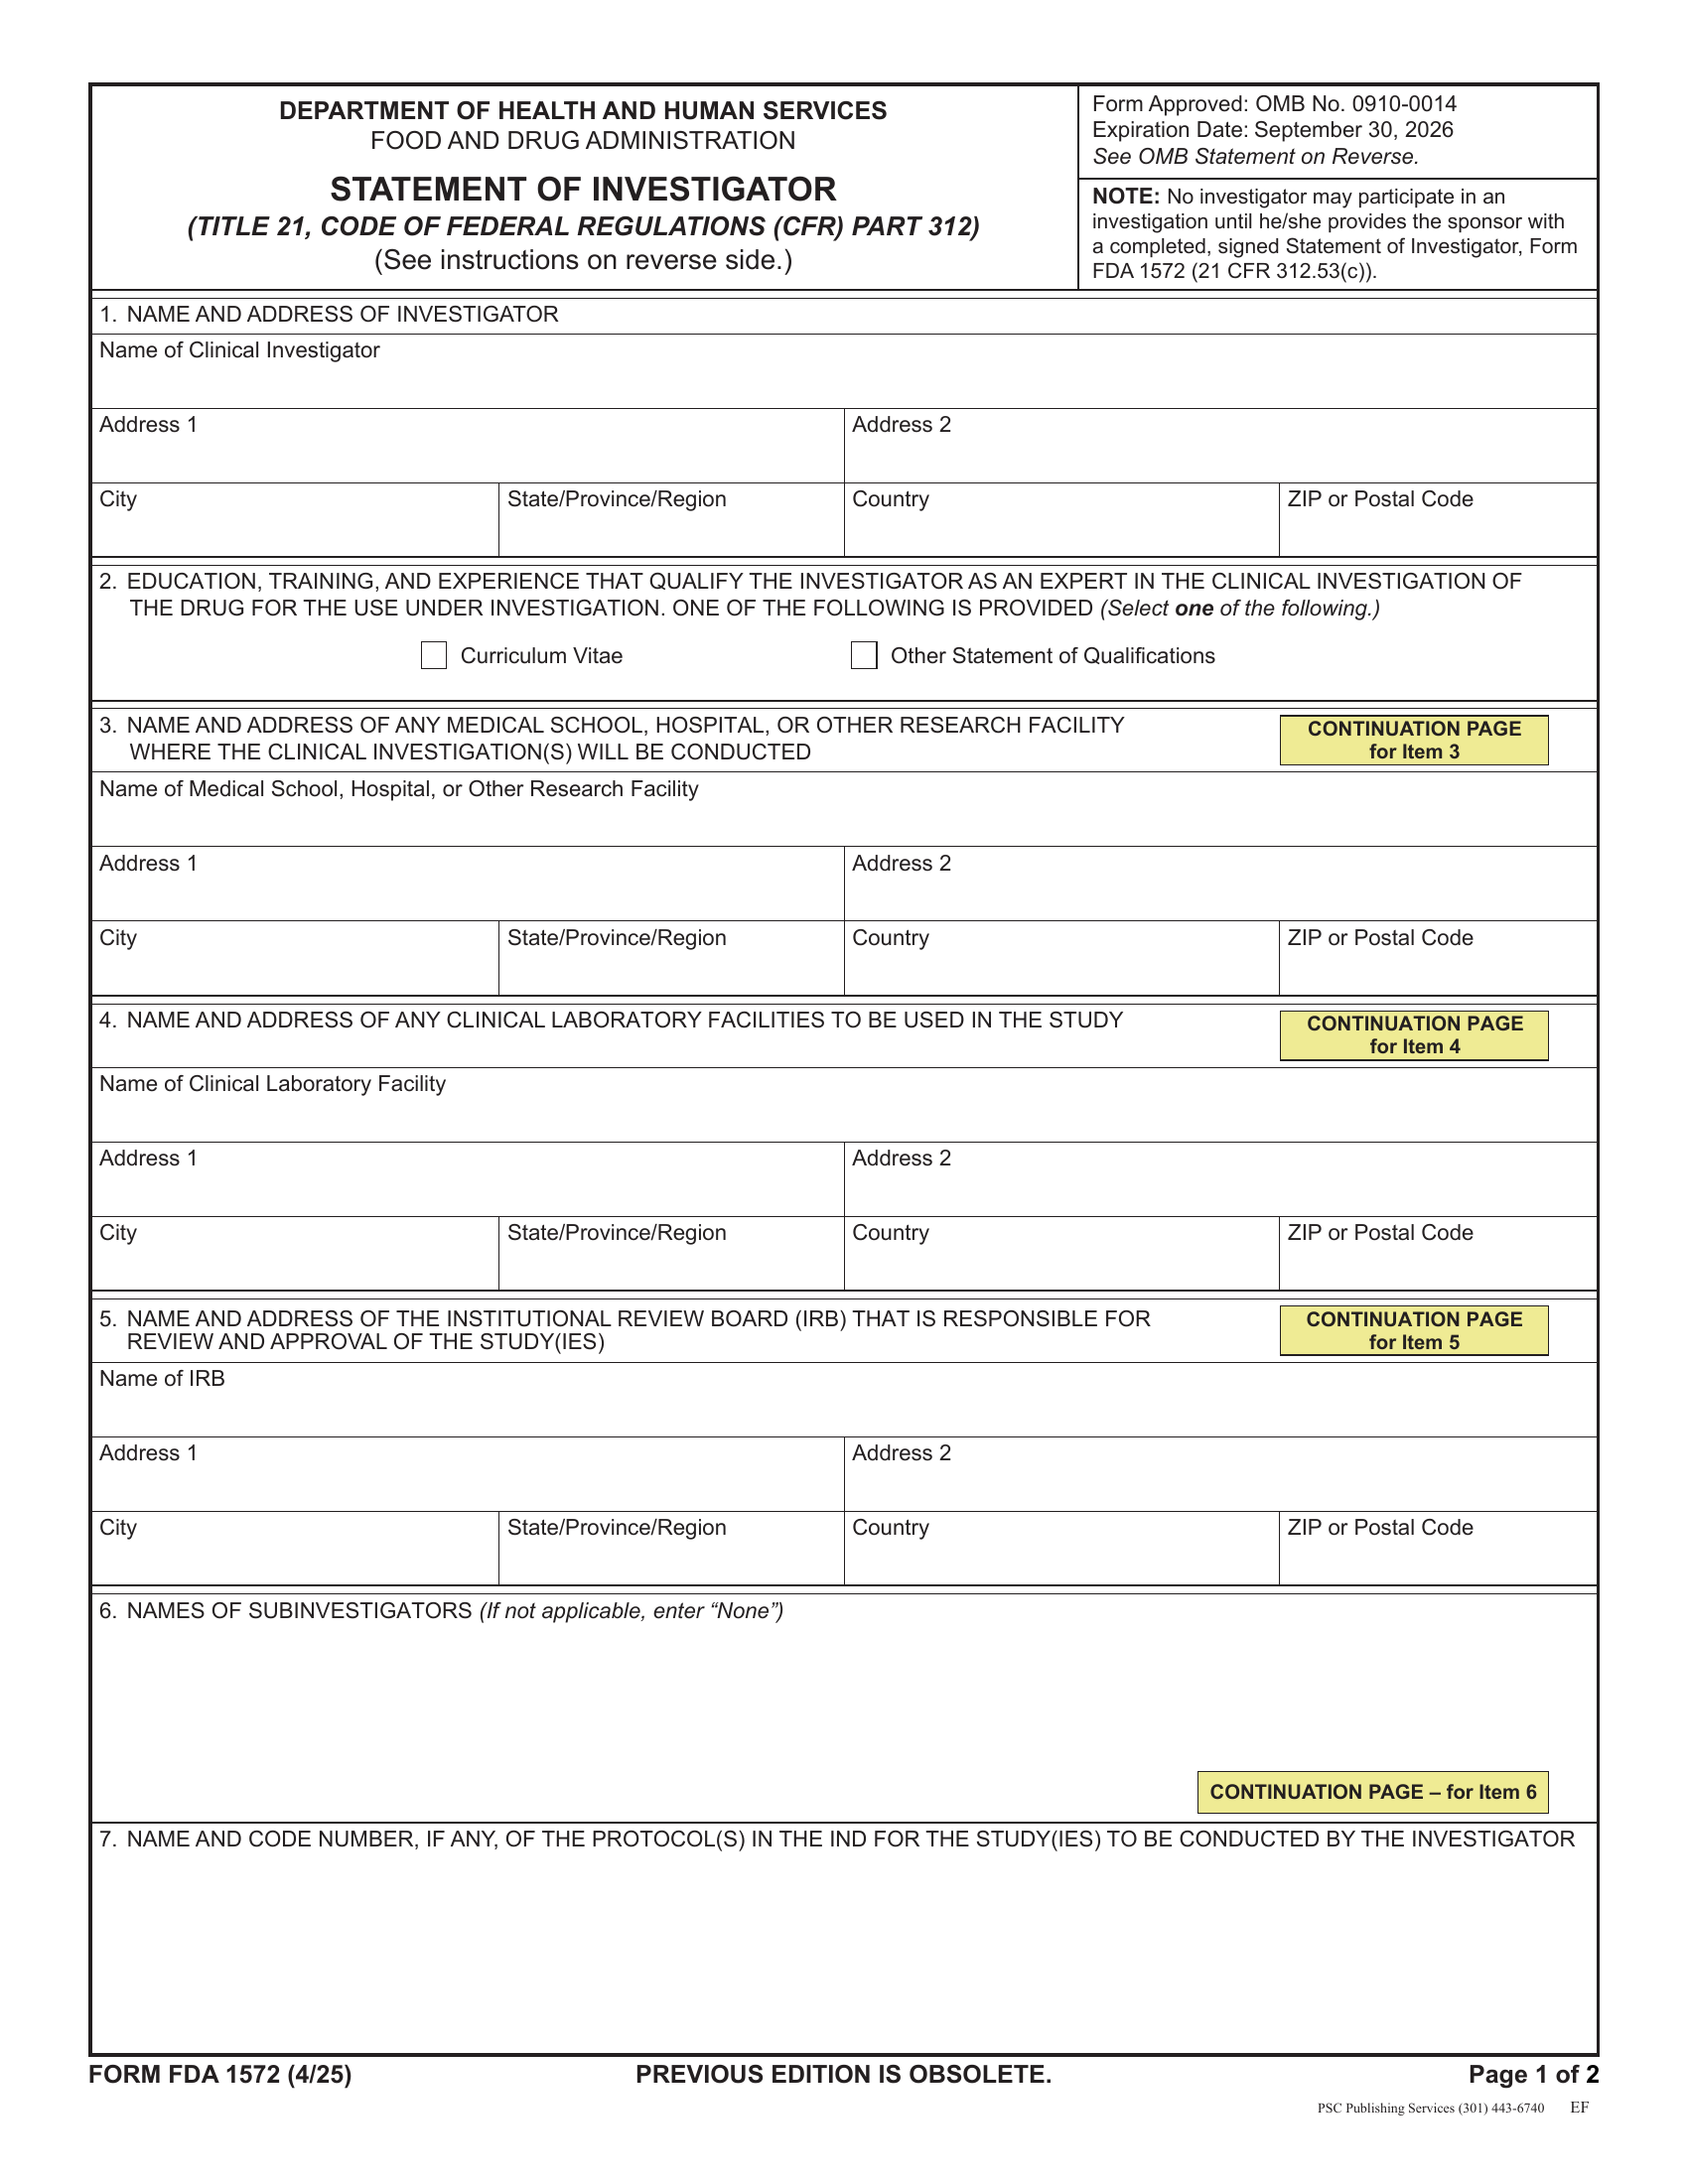 DEPARTMENT OF HEALTH AND HUMAN SERVICES
FOOD AND DRUG ADMINISTRATION
STATEMENT OF INVESTIGATOR
(TITLE 21, CODE OF FEDERAL REGULATIONS (CFR) PART 312)
(See instructions on reverse side.)
Form Approved: OMB No. 0910-0014
Expiration Date: September 30, 2026
See OMB Statement on Reverse.
NOTE: No investigator may participate in an
investigation until he/she provides the sponsor with
a completed, signed Statement of Investigator, Form
FDA 1572 (21 CFR 312.53(c)).
1. NAME AND ADDRESS OF INVESTIGATOR
Name of Clinical Investigator
Address 1
Address 2
City
State/Province/Region
Country
ZIP or Postal Code
2. EDUCATION, TRAINING, AND EXPERIENCE THAT QUALIFY THE INVESTIGATOR AS AN EXPERT IN THE CLINICAL INVESTIGATION OF
THE DRUG FOR THE USE UNDER INVESTIGATION. ONE OF THE FOLLOWING IS PROVIDED (Select one of the following.)
Curriculum Vitae
Other Statement of Qualifications
3. NAME AND ADDRESS OF ANY MEDICAL SCHOOL, HOSPITAL, OR OTHER RESEARCH FACILITY
WHERE THE CLINICAL INVESTIGATION(S) WILL BE CONDUCTED
CONTINUATION PAGE
for Item 3
Name of Medical School, Hospital, or Other Research Facility
Address 1
Address 2
City
State/Province/Region
Country
ZIP or Postal Code
4. NAME AND ADDRESS OF ANY CLINICAL LABORATORY FACILITIES TO BE USED IN THE STUDY
CONTINUATION PAGE
for Item 4
Name of Clinical Laboratory Facility
Address 1
Address 2
City
State/Province/Region
Country
ZIP or Postal Code
5. NAME AND ADDRESS OF THE INSTITUTIONAL REVIEW BOARD (IRB) THAT IS RESPONSIBLE FOR
REVIEW AND APPROVAL OF THE STUDY(IES)
CONTINUATION PAGE
for Item 5
Name of IRB
Address 1
Address 2
City
State/Province/Region
Country
ZIP or Postal Code
6. NAMES OF SUBINVESTIGATORS (If not applicable, enter “None”)
CONTINUATION PAGE – for Item 6
7. NAME AND CODE NUMBER, IF ANY, OF THE PROTOCOL(S) IN THE IND FOR THE STUDY(IES) TO BE CONDUCTED BY THE INVESTIGATOR
FORM FDA 1572 (4/25)
PREVIOUS EDITION IS OBSOLETE.
Page 1 of 2
PSC Publishing Services (301) 443-6740
EF